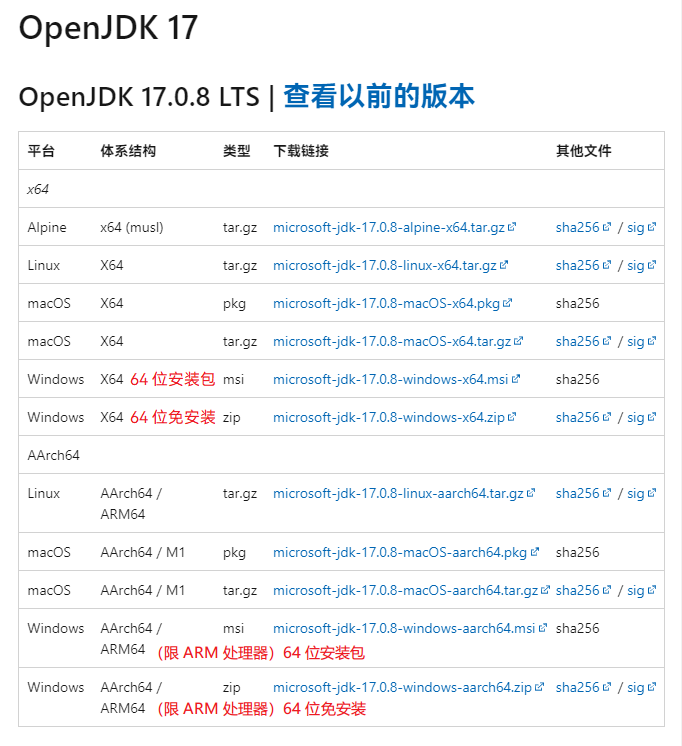 OpenJDK 17
OpenJDK 17.0.8 LTS | 查看以前的版本
平台 体系结构 类型 下载链接 其他文件
x64
Alpine x64 (musl) tar.gz microsoft-jdk-17.0.8-alpine-x64.tar.gz sha256 / sig
Linux X64 tar.gz microsoft-jdk-17.0.8-linux-x64.tar.gz sha256 / sig
macOS X64 pkg microsoft-jdk-17.0.8-macOS-x64.pkg sha256
macOS X64 tar.gz microsoft-jdk-17.0.8-macOS-x64.tar.gz sha256 / sig
Windows X64 64 位安装包 msi microsoft-jdk-17.0.8-windows-x64.msi sha256
Windows X64 64 位免安装 zip microsoft-jdk-17.0.8-windows-x64.zip sha256 / sig
AArch64
Linux AArch64 / tar.gz microsoft-jdk-17.0.8-linux-aarch64.tar.gz sha256 / sig
ARM64
macOS AArch64 / M1 pkg microsoft-jdk-17.0.8-macOS-aarch64.pkg sha256
macOS AArch64 / M1 tar.gz microsoft-jdk-17.0.8-macOS-aarch64.tar.gz sha256 / sig
Windows AArch64 / msi microsoft-jdk-17.0.8-windows-aarch64.msi sha256
ARM64 （限 ARM 处理器）64 位安装包
Windows AArch64 / zip microsoft-jdk-17.0.8-windows-aarch64.zip sha256 / sig
ARM64 （限 ARM 处理器）64 位免安装